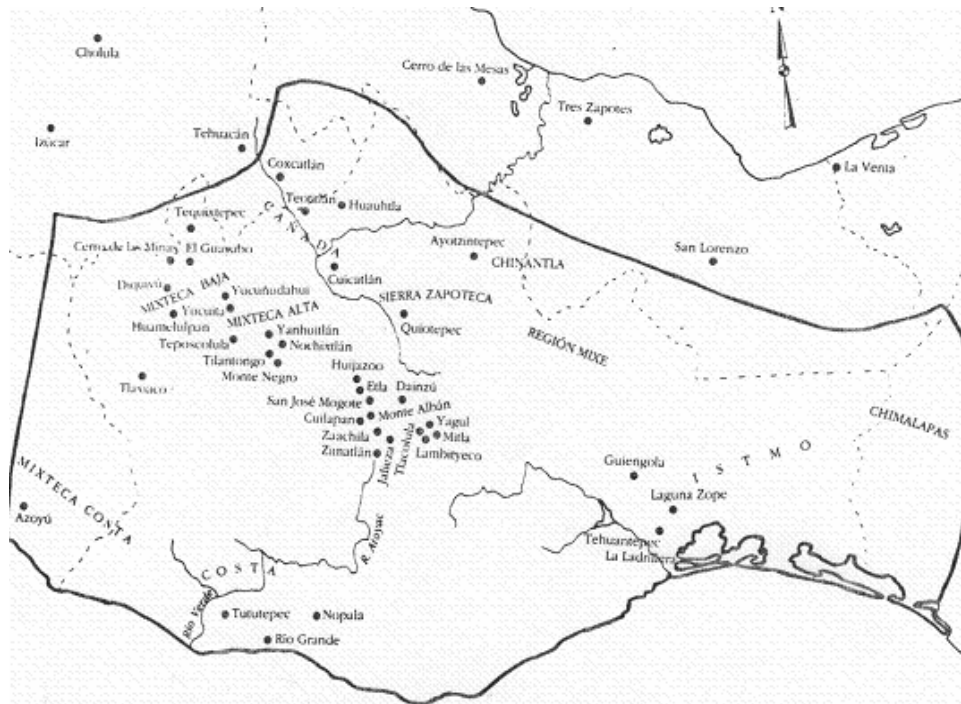 N
Cholula
Cerro de las Mesas
Tres Zapotes
Izúcar
Tehuacán
La Venta
Coxcatlán
Teotitlán
Huauhtla
CAÑADA
Tequixtepec
Ayotzintepec
San Lorenzo
Cerro de las Minas
El Guayabo
CHINANTLA
Cuicatlán
MIXTECA BAJA
Yucuñudahui
SIERRA ZAPOTECA
Yucuita
Huamelulpan
MIXTECA ALTA
Quiotepec
REGIÓN MIXE
Yanhuitlán
Teposcolula
Nochixtlán
Tilantongo
Monte Negro
Huijazoo
Tlaxiaco
Etla
Dainzú
San José Mogote
Monte Albán
CHIMALAPAS
Cuilapan
Yagul
Zaachila
Mitla
Tlacolula
Lambityeco
Zimatlán
Jalieza
ISTMO
Guiengola
MIXTECA COSTA
Laguna Zope
Azoyú
Tehuantepec
R. Atoyac
La Ladrillera
COSTA
Río Verde
Tututepec
Nopala
Río Grande